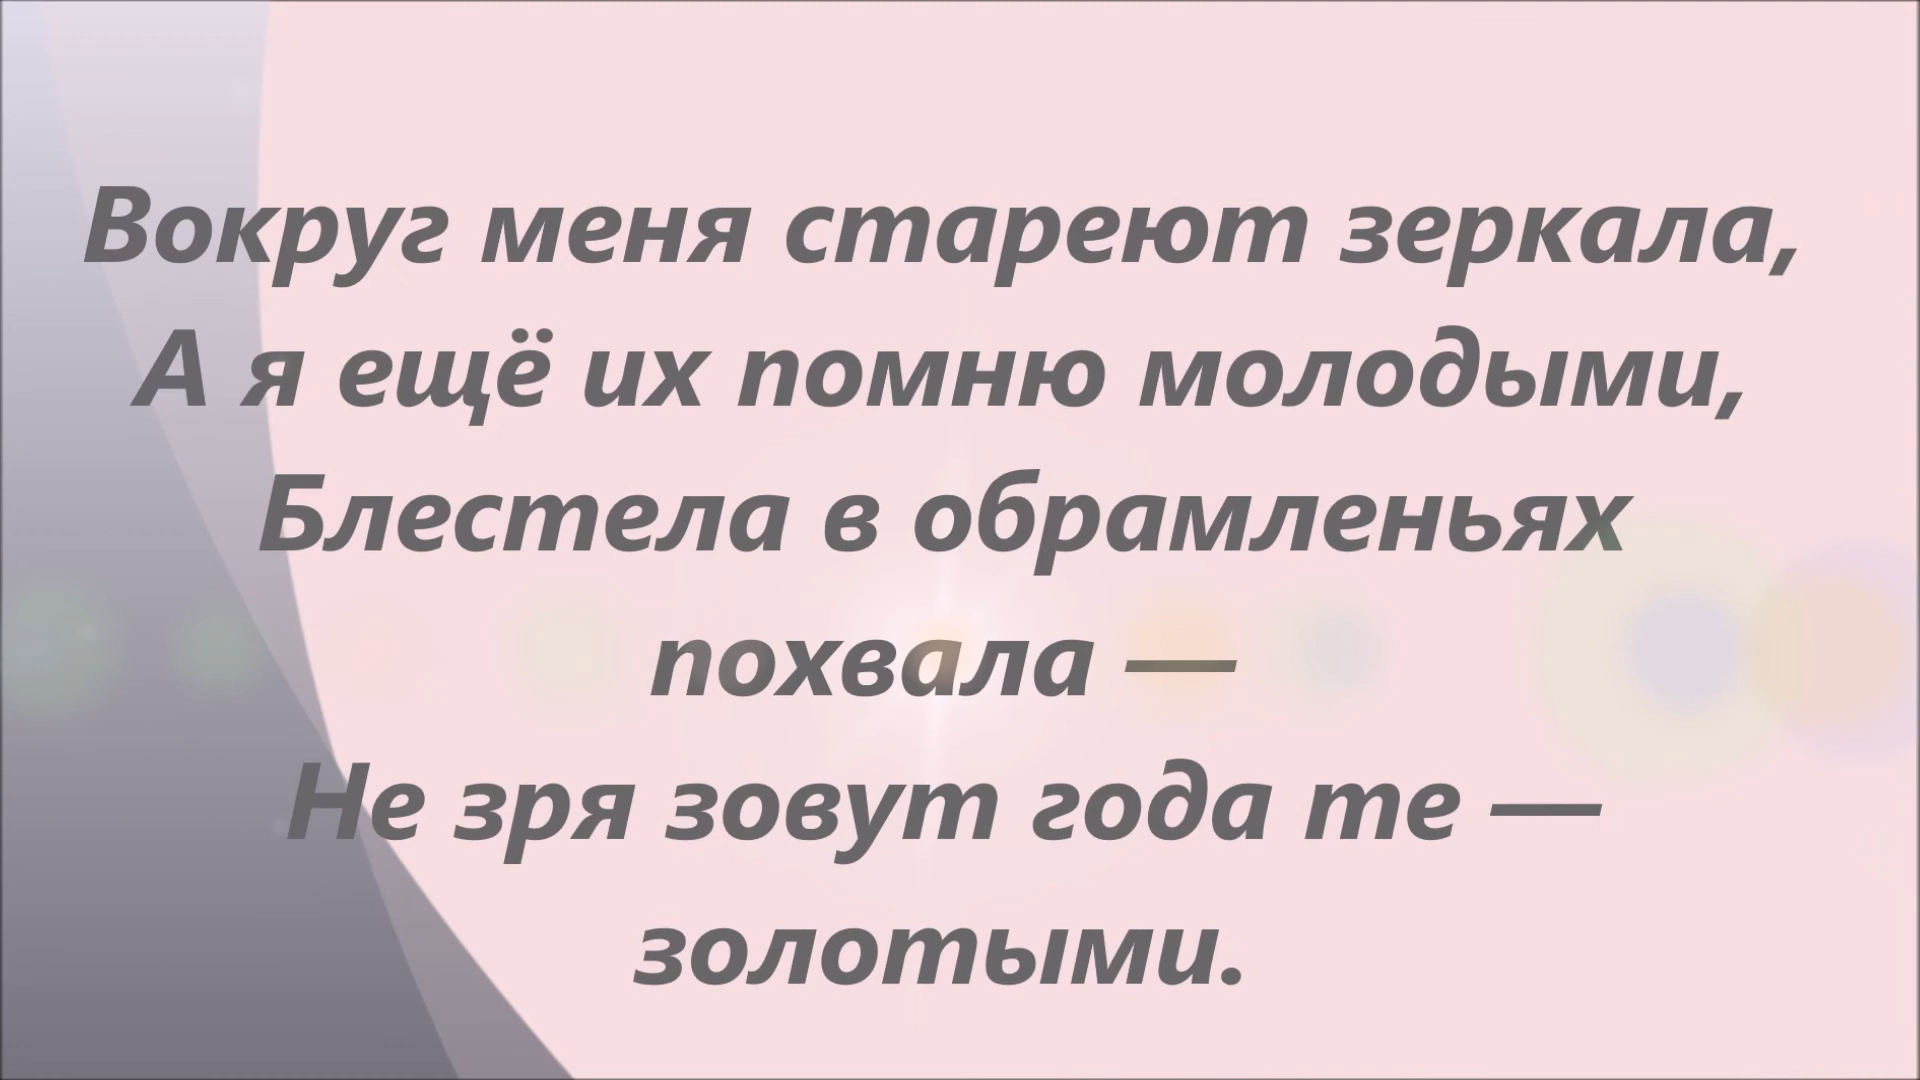 Вокруг меня стареют зеркала,
А я ещё их помню молодыми,
Блестела в обрамленьях
похвала —
Не зря зовут года те —
золотыми.